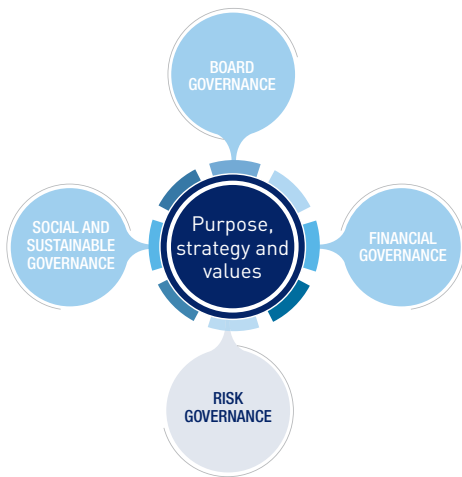 BOARD
GOVERNANCE
SOCIAL AND
SUSTAINABLE
GOVERNANCE
Purpose,
strategy and
values
FINANCIAL
GOVERNANCE
RISK
GOVERNANCE